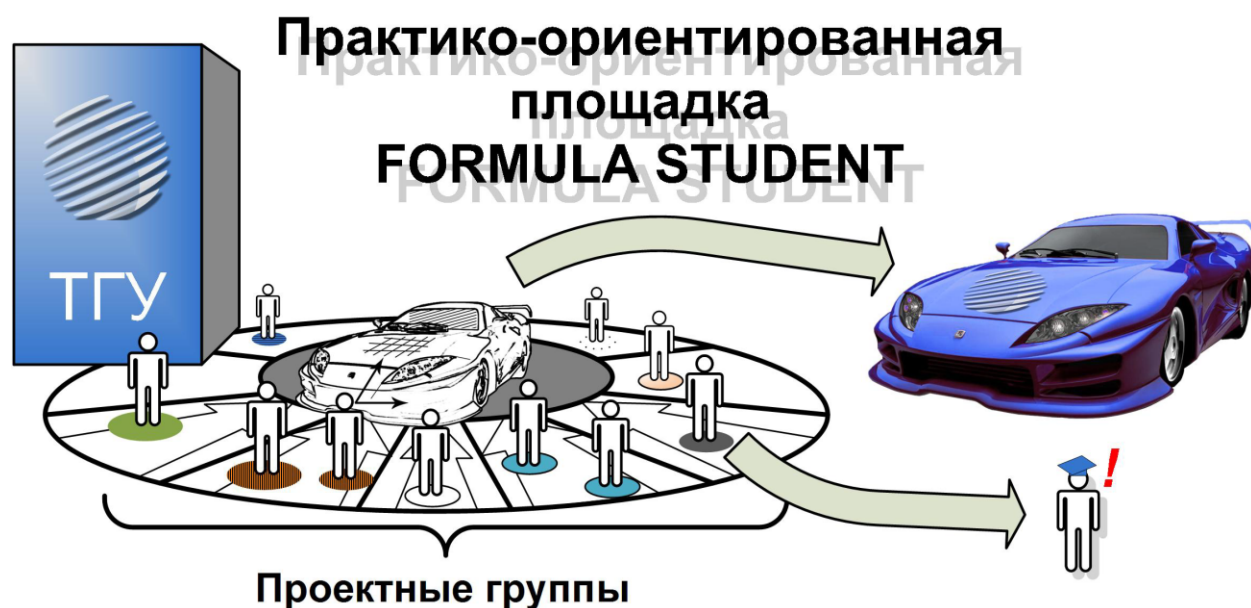 Практико-ориентированная
площадка
FORMULA STUDENT
ТГУ
!
Проектные группы